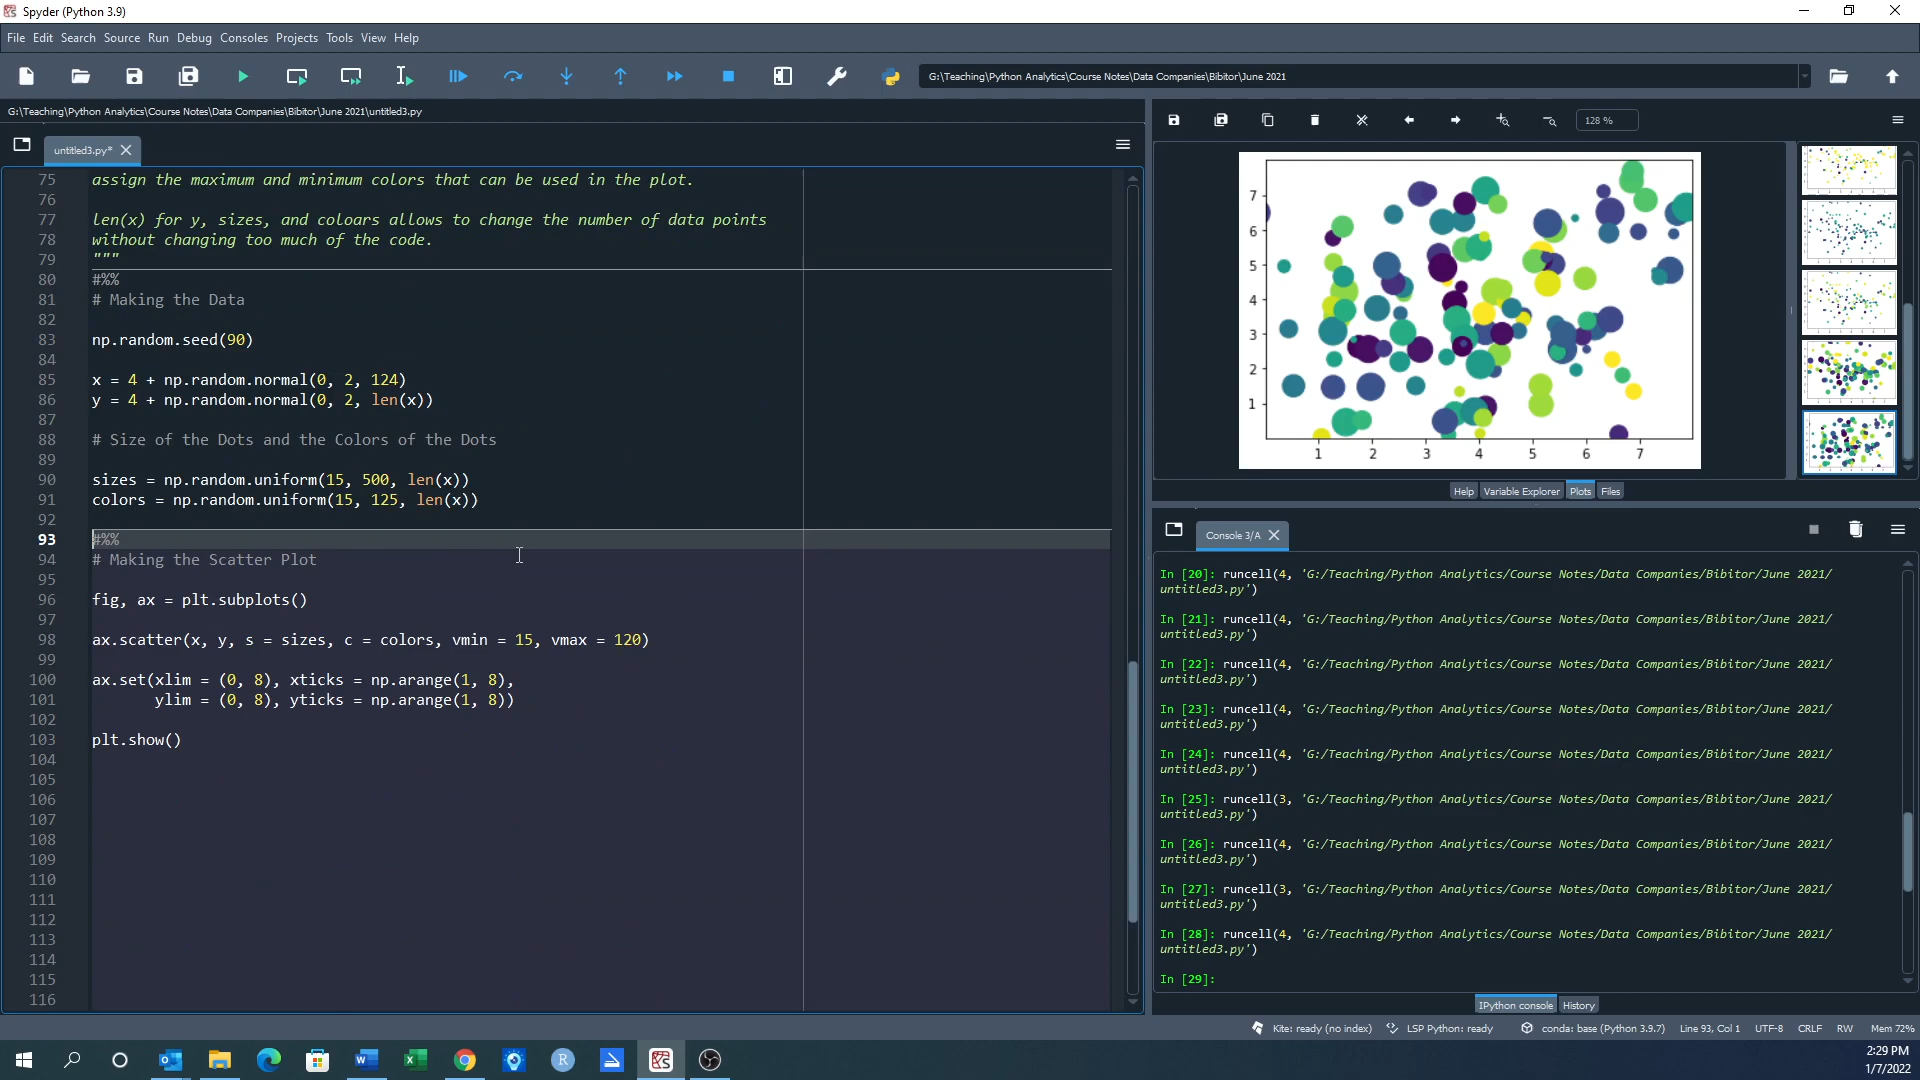 Spyder (Python 3.9)
File Edit Search Source Run Debug Consoles Projects Tools View Help
G:\Teaching\Python Analytics\Course Notes\Data Companies\Bibitor\June 2021
G:\Teaching\Python Analytics\Course Notes\Data Companies\Bibitor\June 2021\untitled3.py
untitled3.py*
75 assign the maximum and minimum colors that can be used in the plot.
76
77 len(x) for y, sizes, and coloars allows to change the number of data points
78 without changing too much of the code.
79 """
80 #%%
81 # Making the Data
82
83 np.random.seed(90)
84
85 x = 4 + np.random.normal(0, 2, 124)
86 y = 4 + np.random.normal(0, 2, len(x))
87
88 # Size of the Dots and the Colors of the Dots
89
90 sizes = np.random.uniform(15, 500, len(x))
91 colors = np.random.uniform(15, 125, len(x))
92
93 #%%
94 # Making the Scatter Plot
95
96 fig, ax = plt.subplots()
97
98 ax.scatter(x, y, s = sizes, c = colors, vmin = 15, vmax = 120)
99
100 ax.set(xlim = (0, 8), xticks = np.arange(1, 8),
101 ylim = (0, 8), yticks = np.arange(1, 8))
102
103 plt.show()
104
105
106
107
108
109
110
111
112
113
114
115
116
128 %
7
6
5
4
3
2
1
1 2 3 4 5 6 7
Help Variable Explorer Plots Files
Console 3/A
In [20]: runcell(4, 'G:/Teaching/Python Analytics/Course Notes/Data Companies/Bibitor/June 2021/
untitled3.py')
In [21]: runcell(4, 'G:/Teaching/Python Analytics/Course Notes/Data Companies/Bibitor/June 2021/
untitled3.py')
In [22]: runcell(4, 'G:/Teaching/Python Analytics/Course Notes/Data Companies/Bibitor/June 2021/
untitled3.py')
In [23]: runcell(4, 'G:/Teaching/Python Analytics/Course Notes/Data Companies/Bibitor/June 2021/
untitled3.py')
In [24]: runcell(4, 'G:/Teaching/Python Analytics/Course Notes/Data Companies/Bibitor/June 2021/
untitled3.py')
In [25]: runcell(3, 'G:/Teaching/Python Analytics/Course Notes/Data Companies/Bibitor/June 2021/
untitled3.py')
In [26]: runcell(4, 'G:/Teaching/Python Analytics/Course Notes/Data Companies/Bibitor/June 2021/
untitled3.py')
In [27]: runcell(3, 'G:/Teaching/Python Analytics/Course Notes/Data Companies/Bibitor/June 2021/
untitled3.py')
In [28]: runcell(4, 'G:/Teaching/Python Analytics/Course Notes/Data Companies/Bibitor/June 2021/
untitled3.py')
In [29]:
IPython console History
Kite: ready (no index) LSP Python: ready conda: base (Python 3.9.7) Line 93, Col 1 UTF-8 CRLF RW Mem 72%
2:29 PM
1/7/2022